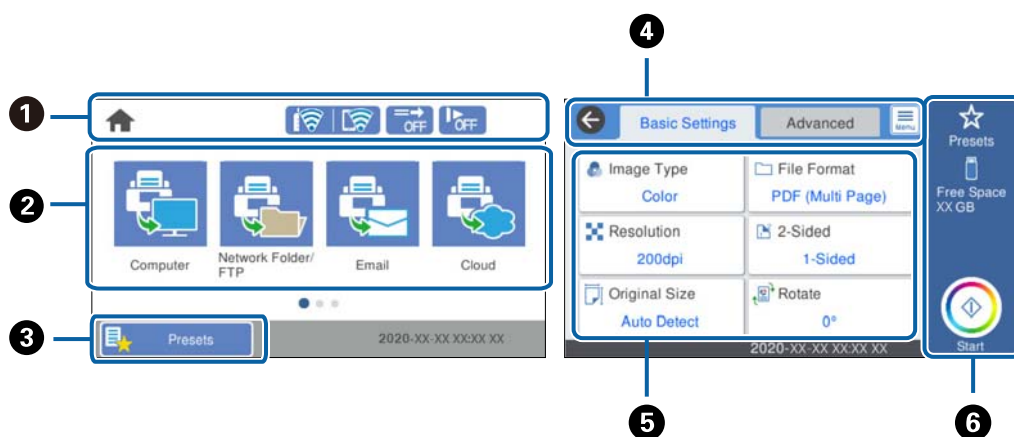 4
1
OFF
OFF
Basic Settings
Advanced
Menu
Presets
Free Space
XX GB
Image Type
Color
File Format
PDF (Multi Page)
2
Computer
Network Folder/
FTP
Email
Cloud
Resolution
200dpi
2-Sided
1-Sided
Original Size
Auto Detect
Rotate
0°
3
Presets
2020-XX-XX XX:XX XX
2020-XX-XX XX:XX XX
Start
5
6